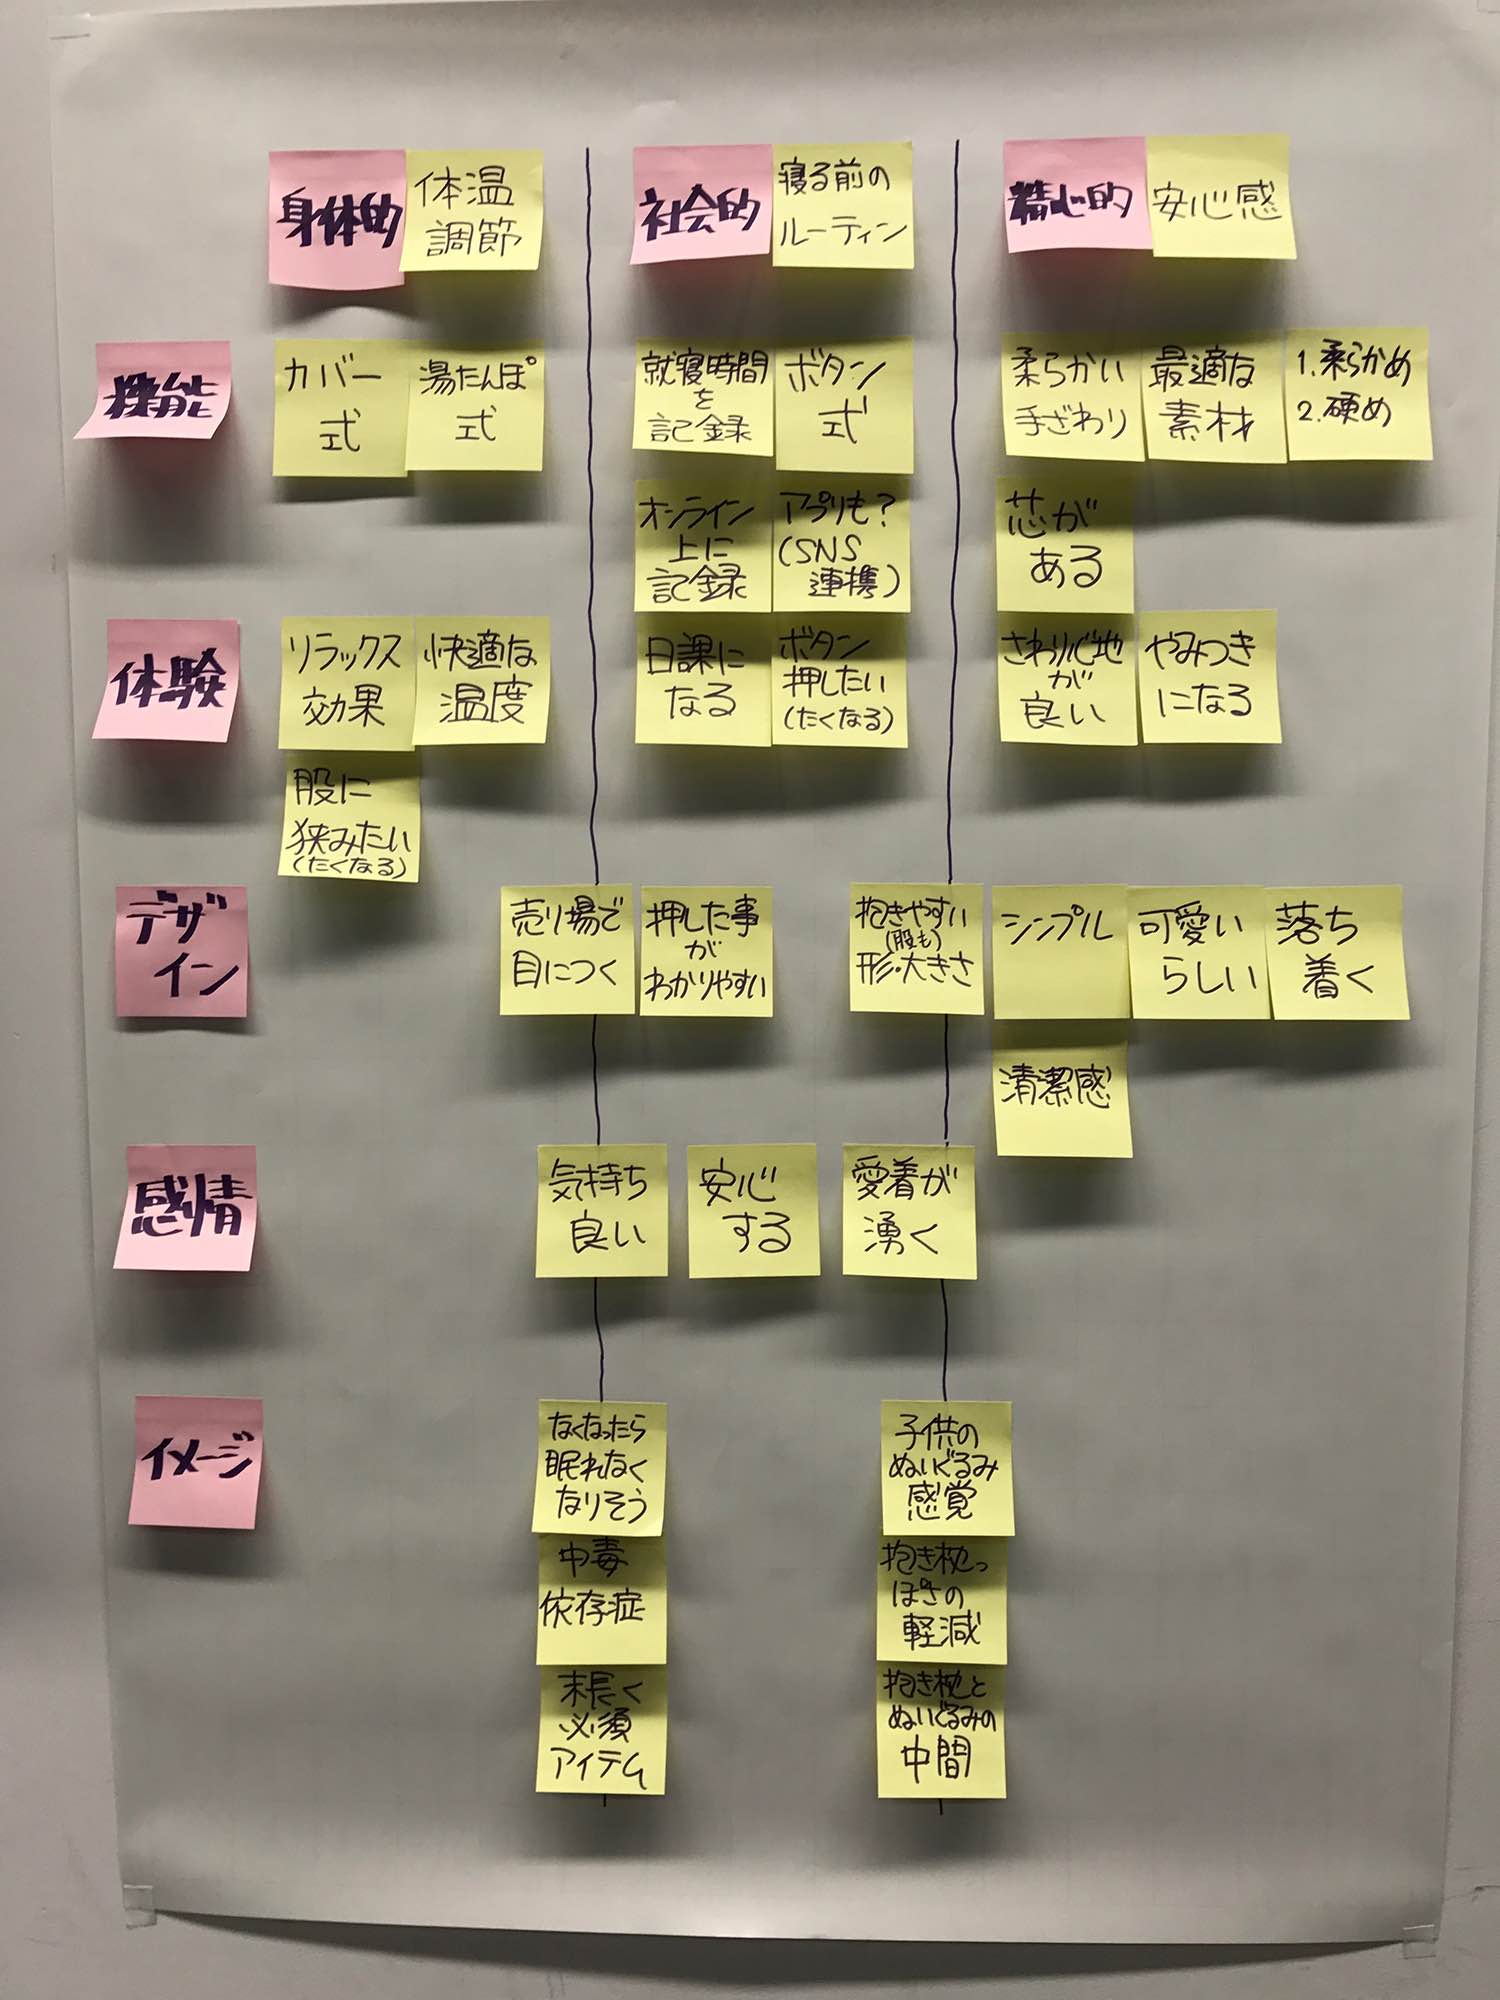 身体的
体温
調節
社会的
寝る前の
ルーティン
精心的
安心感
機能
カバー
式
湯たんぽ
式
就寝時間
を
記録
ボタン
式
柔らかい
手ざわり
最適な
素材
1.柔らかめ
2.硬め
オンライン
上に
記録
アプリも?
(SNS
連携)
芯が
ある
体験
リラックス
効果
快適な
温度
日課に
なる
ボタン
押したい
(たくなる)
さわり心地
が
良い
やみつき
になる
股に
狭みたい
(たくなる)
デザ
イン
売り場で
目につく
押した事
が
わかりやすい
抱きやすい
(股も)
形・大きさ
シンプル
可愛い
らしい
落ち
着く
清潔感
感情
気持ち
良い
安心
する
愛着が
湧く
イメージ
なくなったら
眠れなく
なりそう
子供の
ぬいぐるみ
感覚
中毒
依存症
抱き枕っ
ぽさの
軽減
末長く
必須
アイテム
抱き枕と
ぬいぐるみの
中間